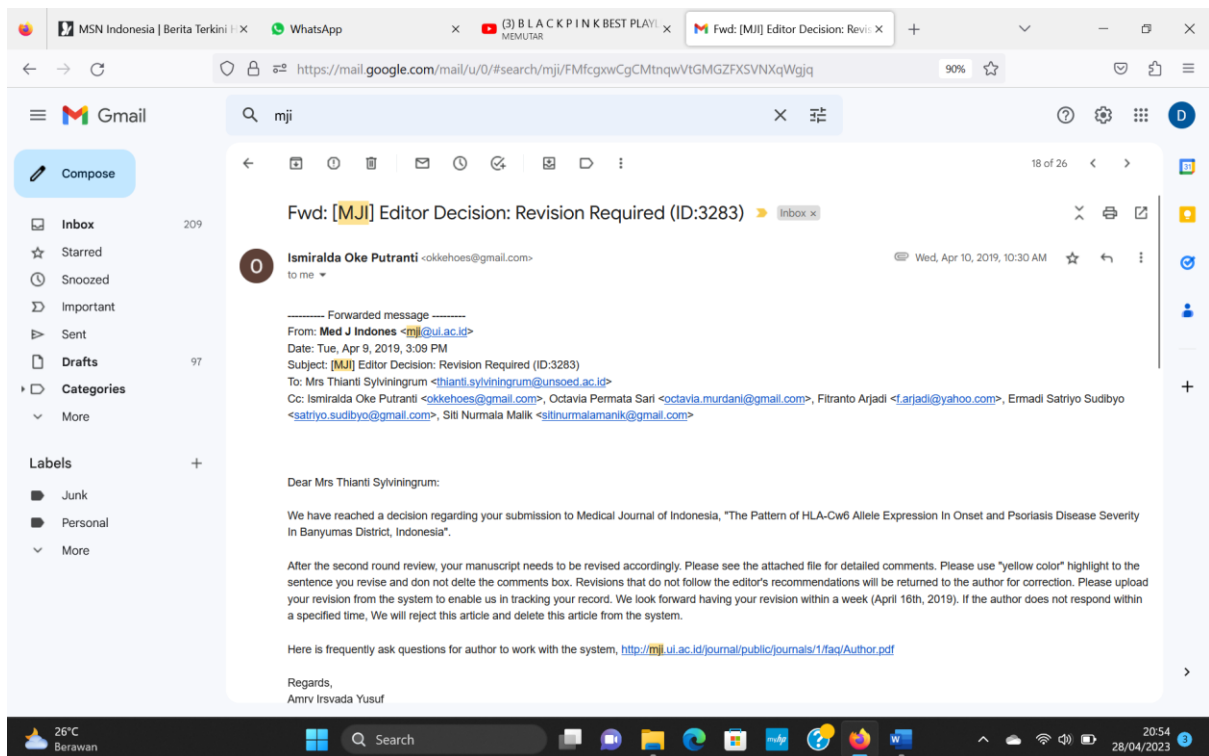 MSN Indonesia | Berita Terkini H
WhatsApp
(3) B L A C K P I N K BEST PLAYL
MEMUTAR
Fwd: [MJI] Editor Decision: Revis
https://mail.google.com/mail/u/0/#search/mji/FMfcgxwCgCMtnqwVtGMGZFXSVNXqWgjq
90%
Gmail
mji
D
Compose
18 of 26
31
Inbox 209
Starred
Snoozed
Important
Sent
Drafts 97
Categories
More
Labels
Junk
Personal
More
Fwd: [MJI] Editor Decision: Revision Required (ID:3283) Inbox ×
O
Ismiralda Oke Putranti <okkehoes@gmail.com>
Wed, Apr 10, 2019, 10:30 AM
to me
---------- Forwarded message ---------
From: Med J Indones <mji@ui.ac.id>
Date: Tue, Apr 9, 2019, 3:09 PM
Subject: [MJI] Editor Decision: Revision Required (ID:3283)
To: Mrs Thianti Sylviningrum <thianti.sylviningrum@unsoed.ac.id>
Cc: Ismiralda Oke Putranti <okkehoes@gmail.com>, Octavia Permata Sari <octavia.murdani@gmail.com>, Fitranto Arjadi <f.arjadi@yahoo.com>, Ermadi Satriyo Sudibyo
<satriyo.sudibyo@gmail.com>, Siti Nurmala Malik <sitinurmalamanik@gmail.com>
Dear Mrs Thianti Sylviningrum:
We have reached a decision regarding your submission to Medical Journal of Indonesia, "The Pattern of HLA-Cw6 Allele Expression In Onset and Psoriasis Disease Severity
In Banyumas District, Indonesia".
After the second round review, your manuscript needs to be revised accordingly. Please see the attached file for detailed comments. Please use "yellow color" highlight to the
sentence you revise and don not delte the comments box. Revisions that do not follow the editor's recommendations will be returned to the author for correction. Please upload
your revision from the system to enable us in tracking your record. We look forward having your revision within a week (April 16th, 2019). If the author does not respond within
a specified time, We will reject this article and delete this article from the system.
Here is frequently ask questions for author to work with the system, http://mji.ui.ac.id/journal/public/journals/1/faq/Author.pdf
Regards,
Amry Irsyada Yusuf
26°C
Berawan
Search
20:54
28/04/2023
3